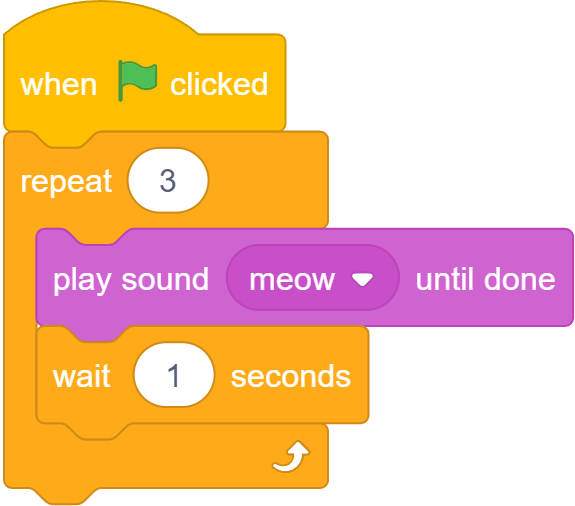 when clicked
repeat 3
play sound meow until done
wait 1 seconds